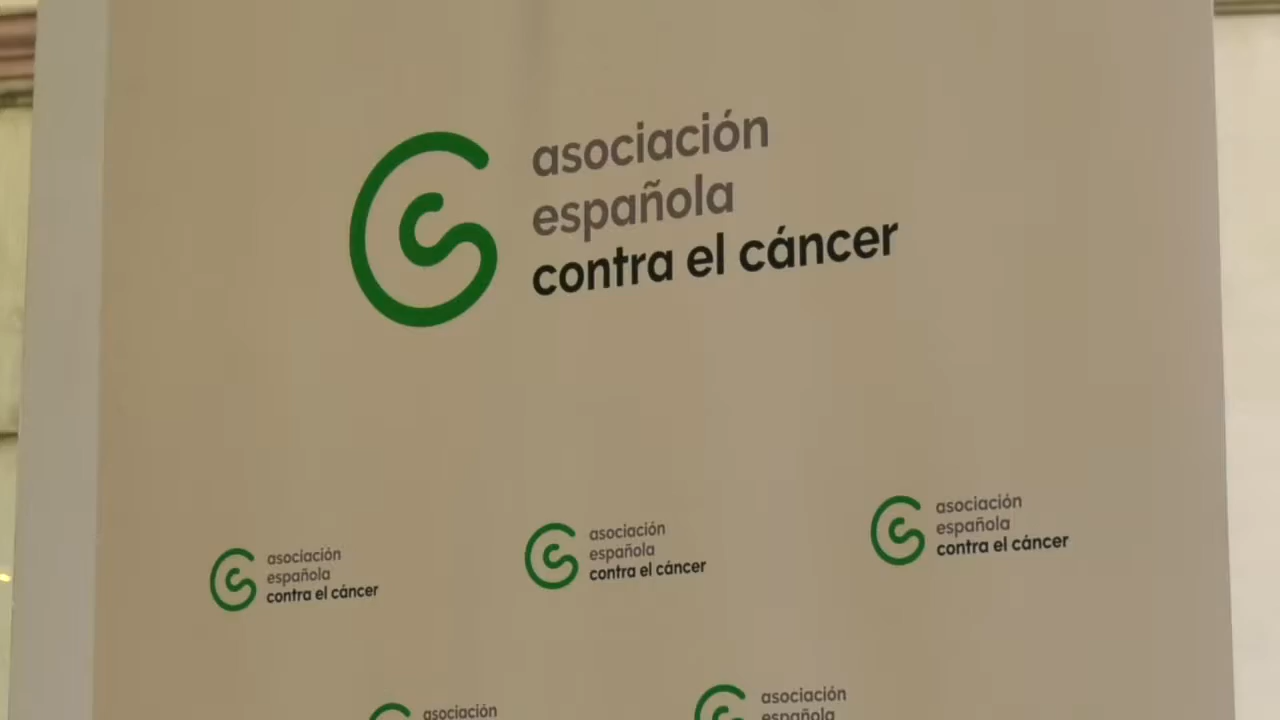 asociación
española
contra el cáncer
asociación
española
contra el cáncer
asociación
española
contra el cáncer
asociación
española
contra el cáncer
asociación
asociación
española